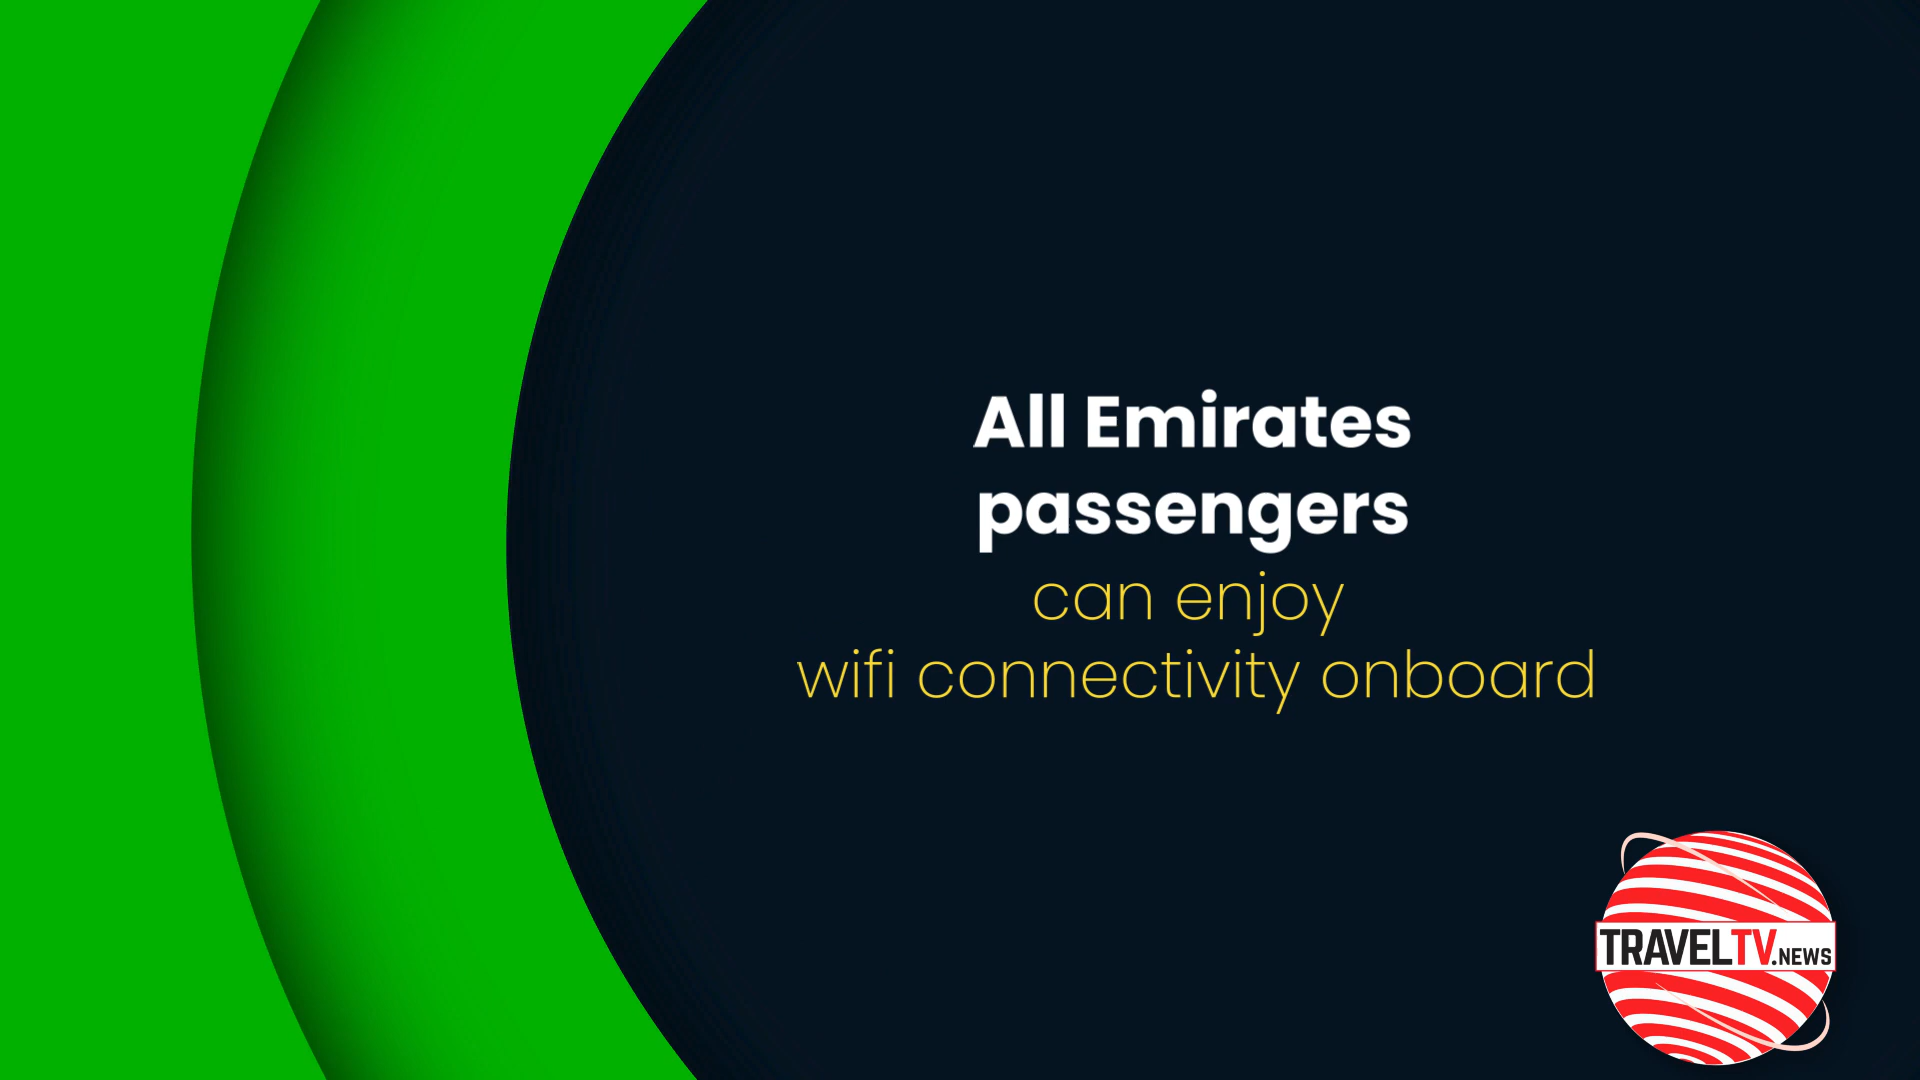 All Emirates
passengers
can enjoy
wifi connectivity onboard
TRAVELTV.NEWS